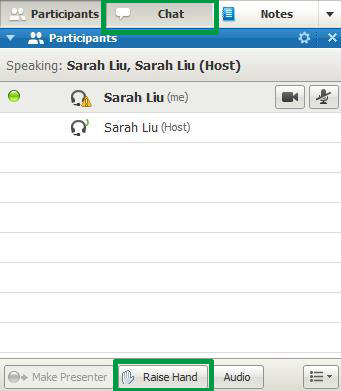 Participants Chat Notes
Participants
Speaking: Sarah Liu, Sarah Liu (Host)
Sarah Liu (me)
Sarah Liu (Host)
Make Presenter Raise Hand Audio